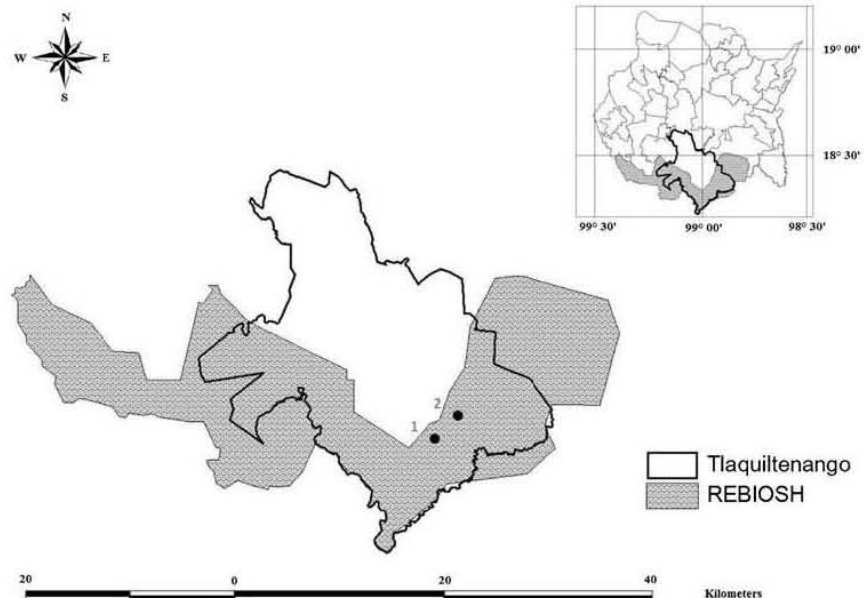 N
W E
S
19° 00'
18° 30'
99° 30' 99° 00' 98° 30'
2
1
Tlaquiltenango
REBIOSH
20 0 20 40
Kilometers